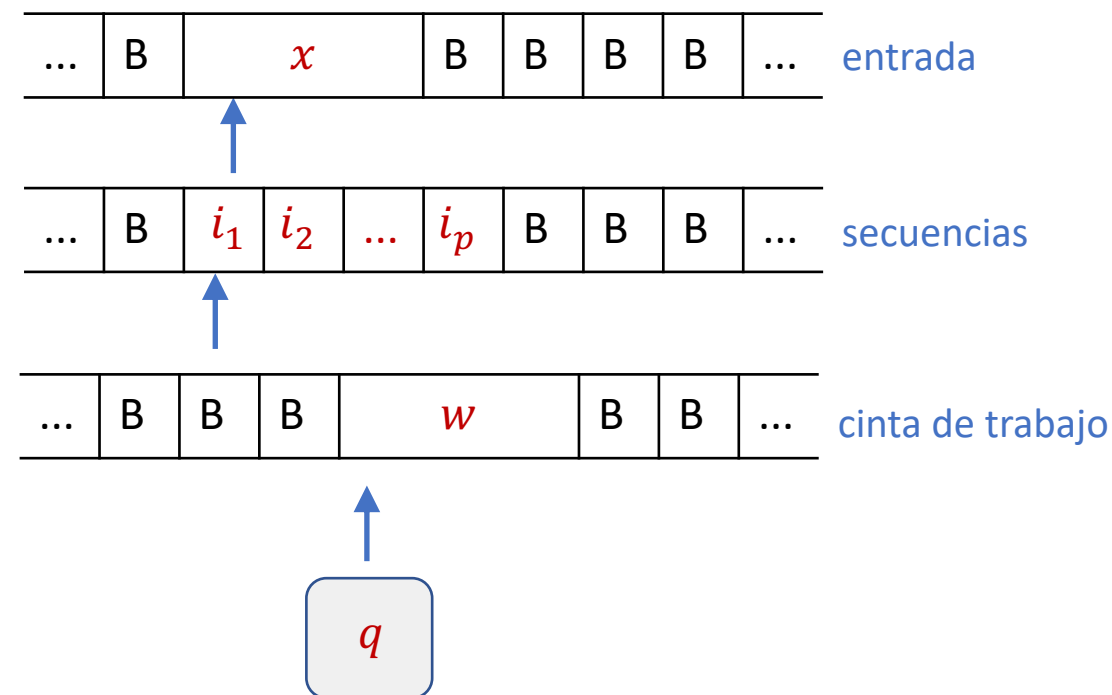 ... B x B B B B ... entrada
... B i₁ i₂ ... iₚ B B B ... secuencias
... B B B w B B ... cinta de trabajo
q